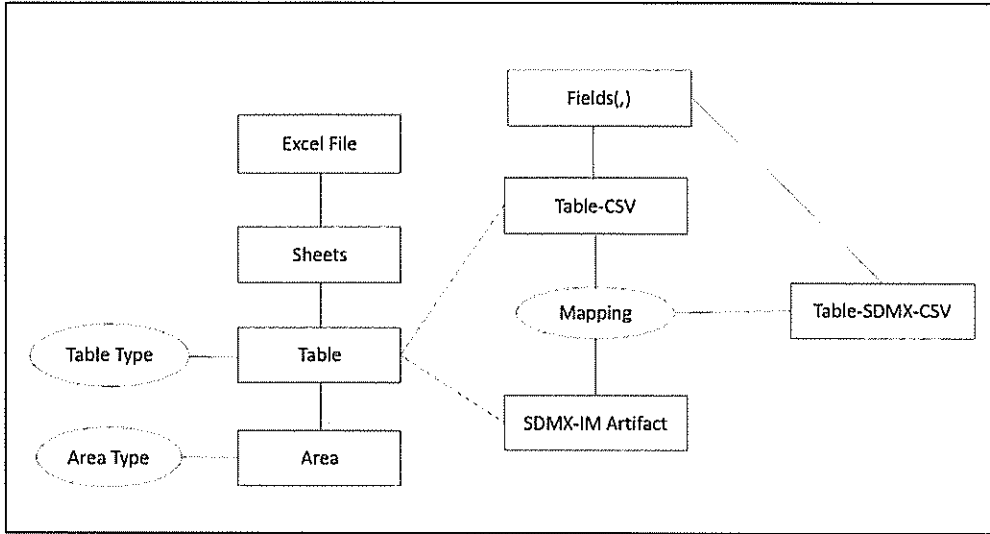 Fields(,)
Excel File
Table-CSV
Sheets
Mapping
Table-SDMX-CSV
Table Type
Table
SDMX-IM Artifact
Area Type
Area